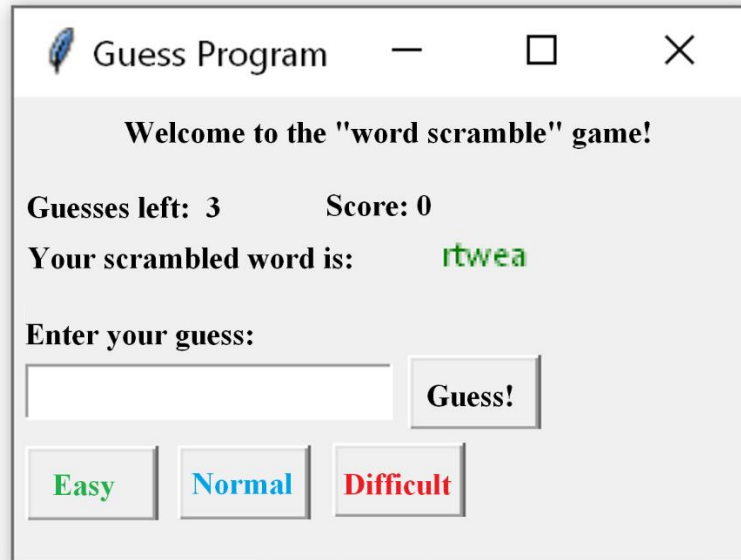 Guess Program
Welcome to the "word scramble" game!
Guesses left: 3 Score: 0
Your scrambled word is: rtwea
Enter your guess:
Guess!
Easy Normal Difficult